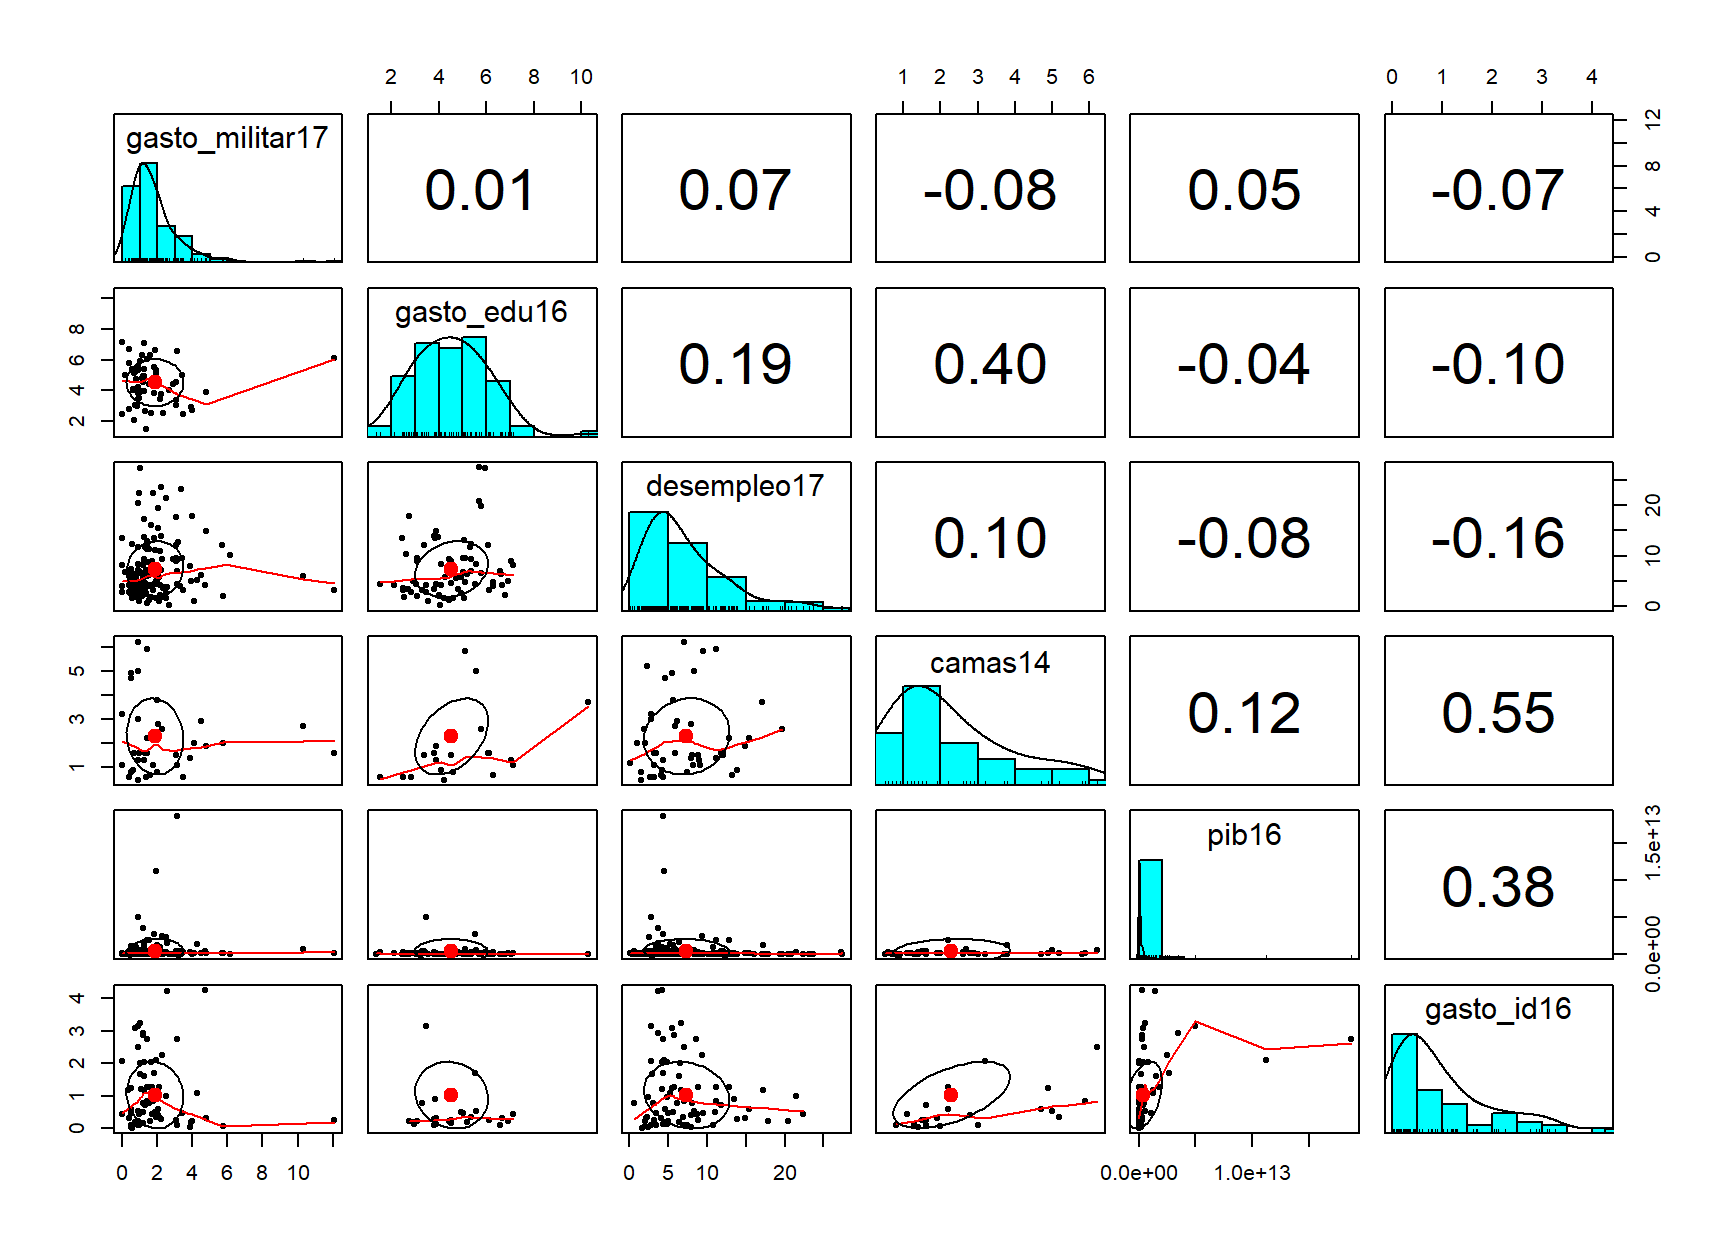 2 4 6 8 10 1 2 3 4 5 6 0 1 2 3 4
gasto_militar17 0.01 0.07 -0.08 0.05 -0.07 0 4 8 12
2 4 6 8 gasto_edu16 0.19 0.40 -0.04 -0.10
desempleo17 0.10 -0.08 -0.16 0 10 20
1 3 5 camas14 0.12 0.55
pib16 0.38 0.0e+00 1.5e+13
0 1 2 3 4 gasto_id16
0 2 4 6 8 10 0 5 10 20 0.0e+00 1.0e+13